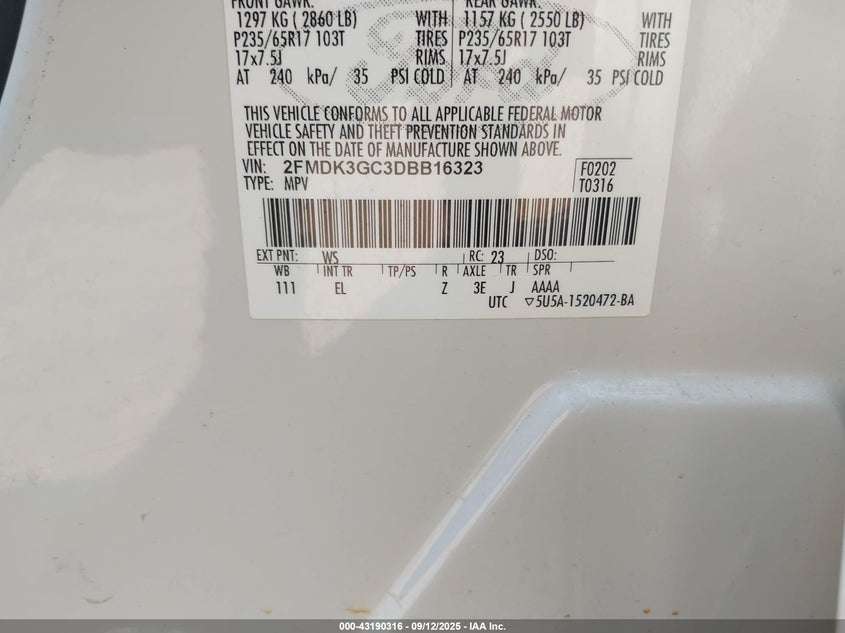 FRONT GAWR: REAR GAWR:
1297 KG ( 2860 LB) WITH 1157 KG ( 2550 LB) WITH
P235/65R17 103T TIRES P235/65R17 103T TIRES
17x7.5J RIMS 17x7.5J RIMS
AT 240 kPa/ 35 PSI COLD AT 240 kPa/ 35 PSI COLD
THIS VEHICLE CONFORMS TO ALL APPLICABLE FEDERAL MOTOR
VEHICLE SAFETY AND THEFT PREVENTION STANDARDS IN
EFFECT ON THE DATE OF MANUFACTURE SHOWN ABOVE.
VIN: 2FMDK3GC3DBB16323 F0202
TYPE: MPV T0316
EXT PNT: WS RC: 23 DSO:
WB INT TR TP/PS R AXLE TR SPR
111 EL Z 3E J AAAA
UTC ▽5U5A-1520472-BA
000-43190316 - 09/12/2025 - IAA Inc.